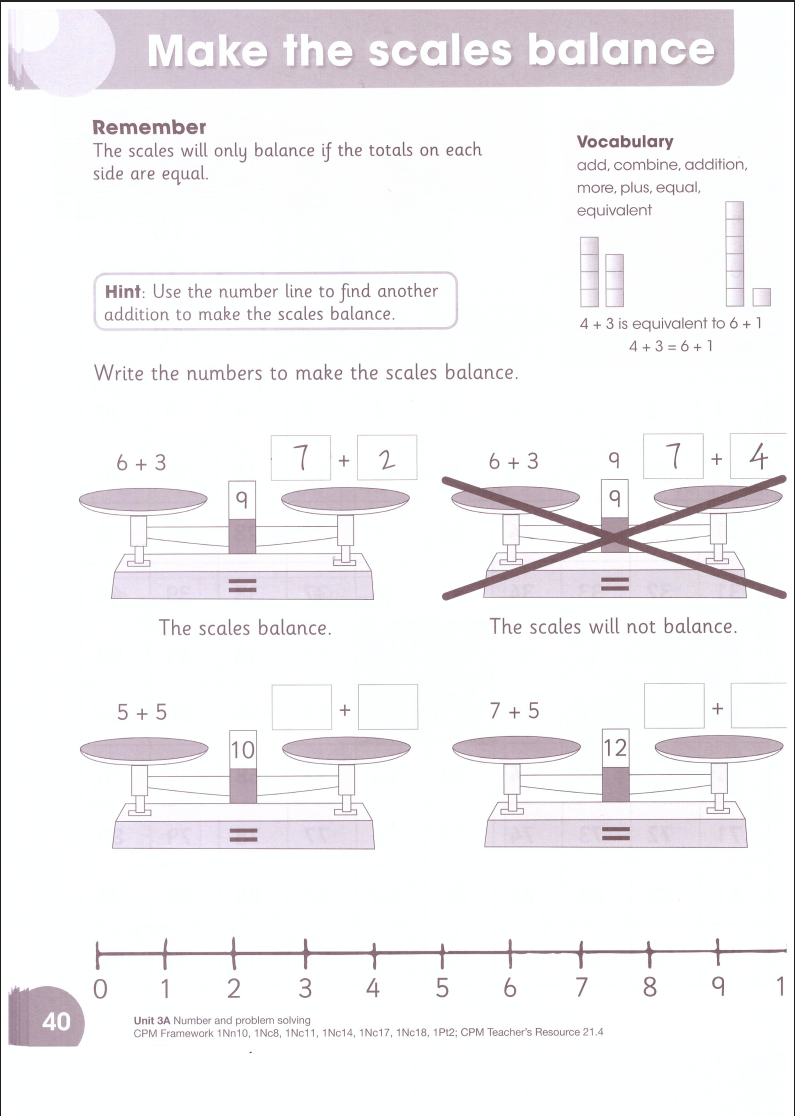 Make the scales balance
Remember
The scales will only balance if the totals on each
side are equal.
Vocabulary
add, combine, addition,
more, plus, equal,
equivalent
Hint: Use the number line to find another
addition to make the scales balance.
4 + 3 is equivalent to 6 + 1
4 + 3 = 6 + 1
Write the numbers to make the scales balance.
6 + 3 7 + 2
9
=
The scales balance.
6 + 3 9 7 + 4
9
=
The scales will not balance.
5 + 5 +
10
=
7 + 5 +
12
=
0 1 2 3 4 5 6 7 8 9 1
40
Unit 3A Number and problem solving
CPM Framework 1Nn10, 1Nc8, 1Nc11, 1Nc14, 1Nc17, 1Nc18, 1Pt2; CPM Teacher's Resource 21.4